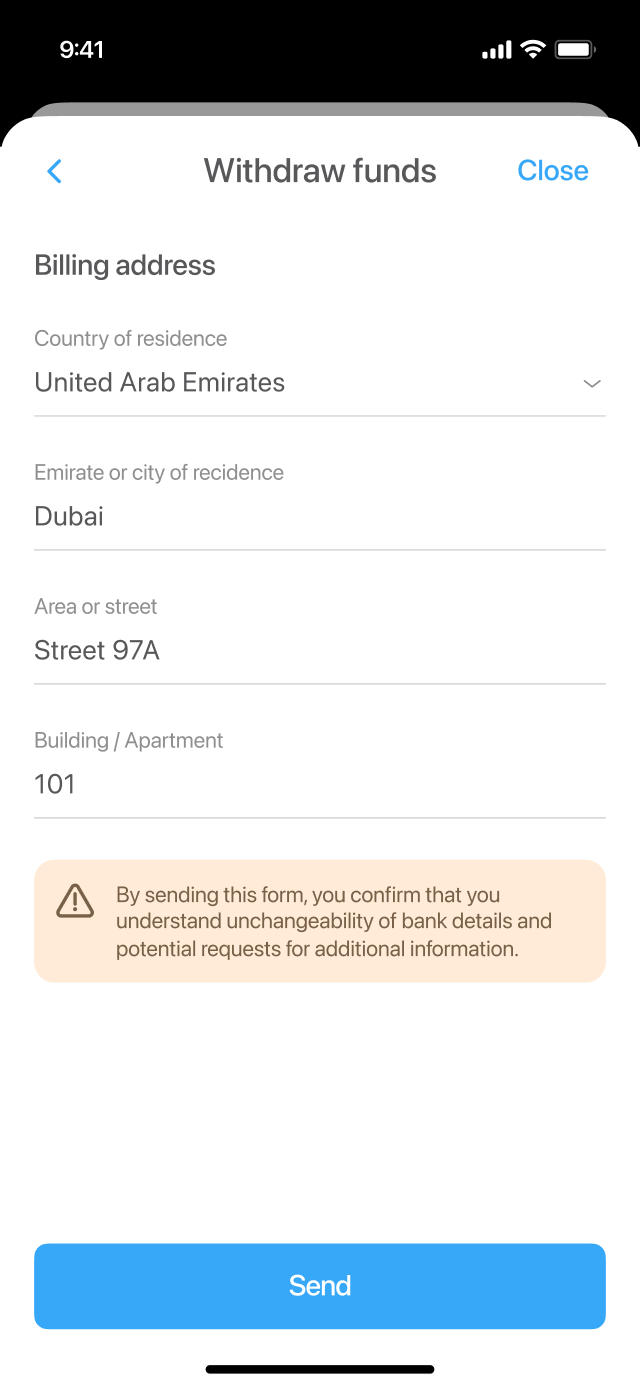 9:41
Withdraw funds
Close
Billing address
Country of residence
United Arab Emirates
Emirate or city of recidence
Dubai
Area or street
Street 97A
Building / Apartment
101
By sending this form, you confirm that you
understand unchangeability of bank details and
potential requests for additional information.
Send